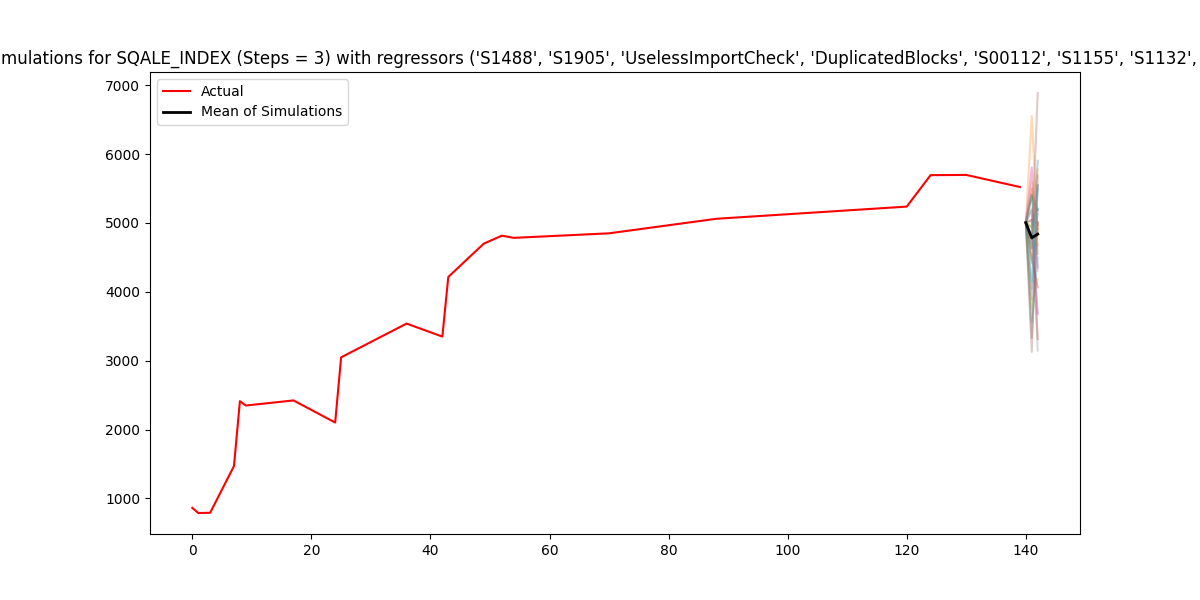 mulations for SQALE_INDEX (Steps = 3) with regressors ('S1488', 'S1905', 'UselessImportCheck', 'DuplicatedBlocks', 'S00112', 'S1155', 'S1132',
Actual
Mean of Simulations
7000
6000
5000
4000
3000
2000
1000
0 20 40 60 80 100 120 140